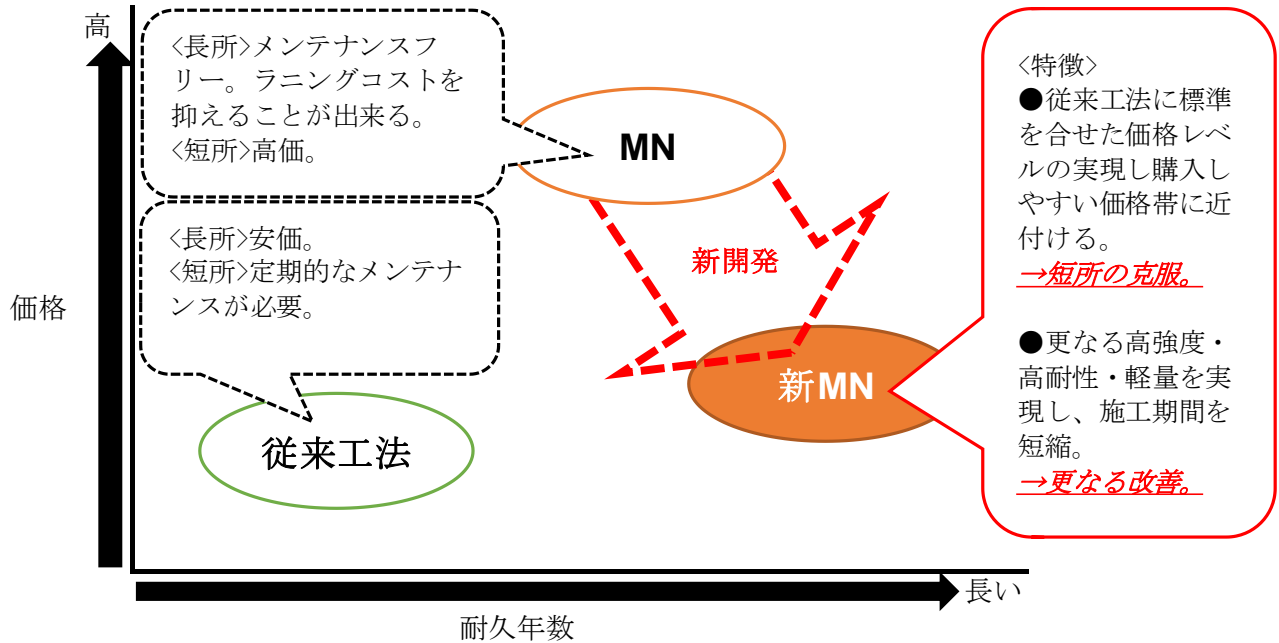 高
<長所>メンテナンスフ
リー。ラニングコストを
抑えることが出来る。
<短所>高価。
MN
<長所>安価。
<短所>定期的なメンテナ
ンスが必要。
新開発
価格
従来工法
新MN
<特徴>
●従来工法に標準
を合せた価格レベ
ルの実現し購入し
やすい価格帯に近
付ける。
→短所の克服。
●更なる高強度・
高耐性・軽量を実
現し、施工期間を
短縮。
→更なる改善。
長い
耐久年数